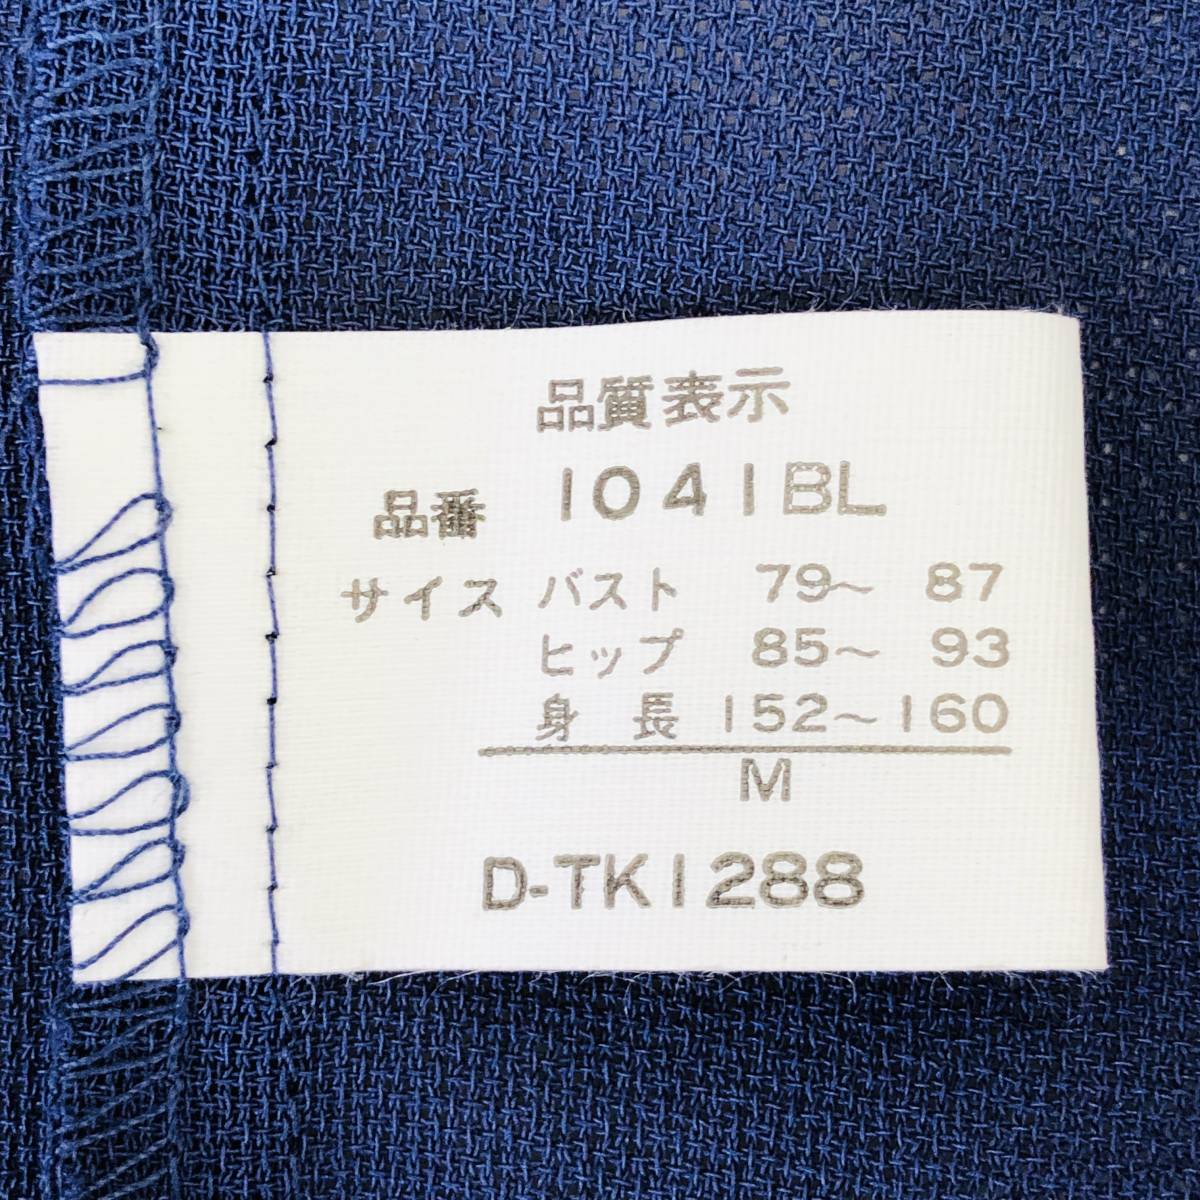 品質表示
品番 1041BL
サイズ バスト 79～ 87
ヒップ 85～ 93
身 長 152～160
M
D-TK1288